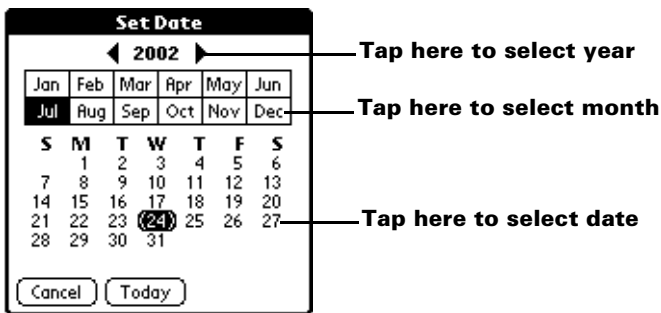 Set Date
2002 Tap here to select year
Jan Feb Mar Apr May Jun
Jul Aug Sep Oct Nov Dec Tap here to select month
S M T W T F S
1 2 3 4 5 6
7 8 9 10 11 12 13
14 15 16 17 18 19 20
21 22 23 24 25 26 27 Tap here to select date
28 29 30 31
Cancel Today